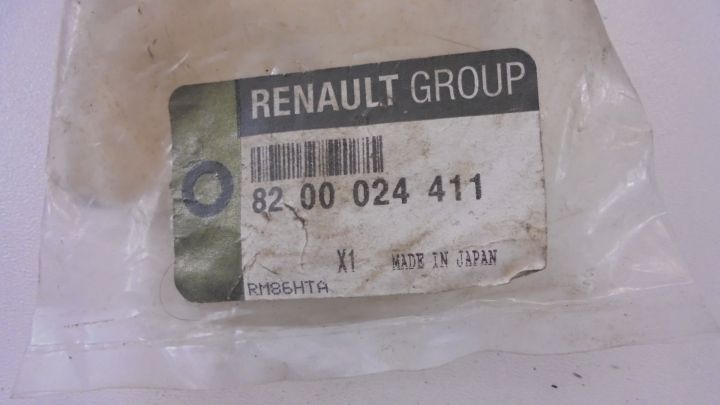 RENAULT GROUP
82 00 024 411
X1 MADE IN JAPAN
RM86HTA